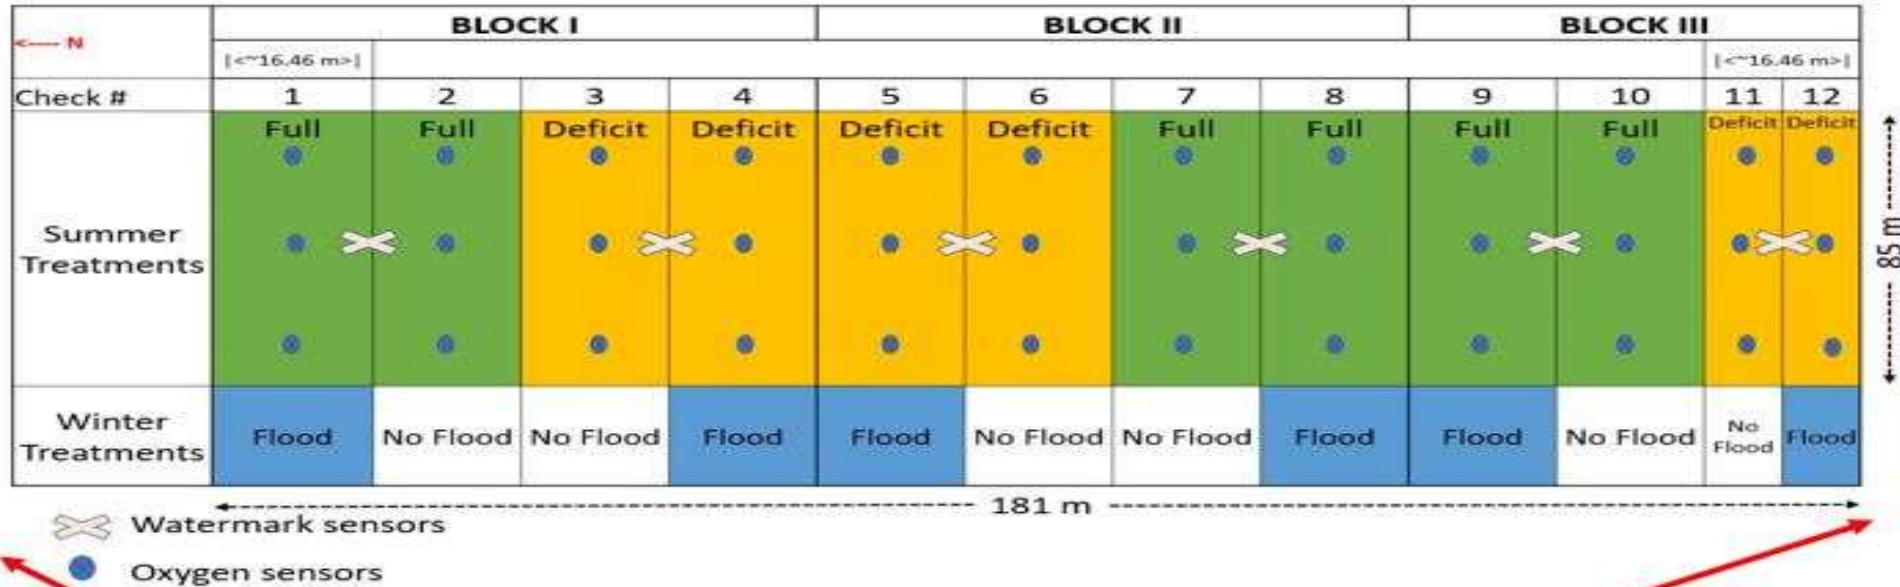 BLOCK I BLOCK II BLOCK III
<---- N
|<~16.46 m>| |<~16.46 m>|
Check # 1 2 3 4 5 6 7 8 9 10 11 12
Full Full Deficit Deficit Deficit Deficit Full Full Full Full Deficit Deficit
Summer
Treatments
85 m
Winter
Treatments
Flood No Flood No Flood Flood Flood No Flood No Flood Flood Flood No Flood No
Flood Flood
181 m
Watermark sensors
Oxygen sensors